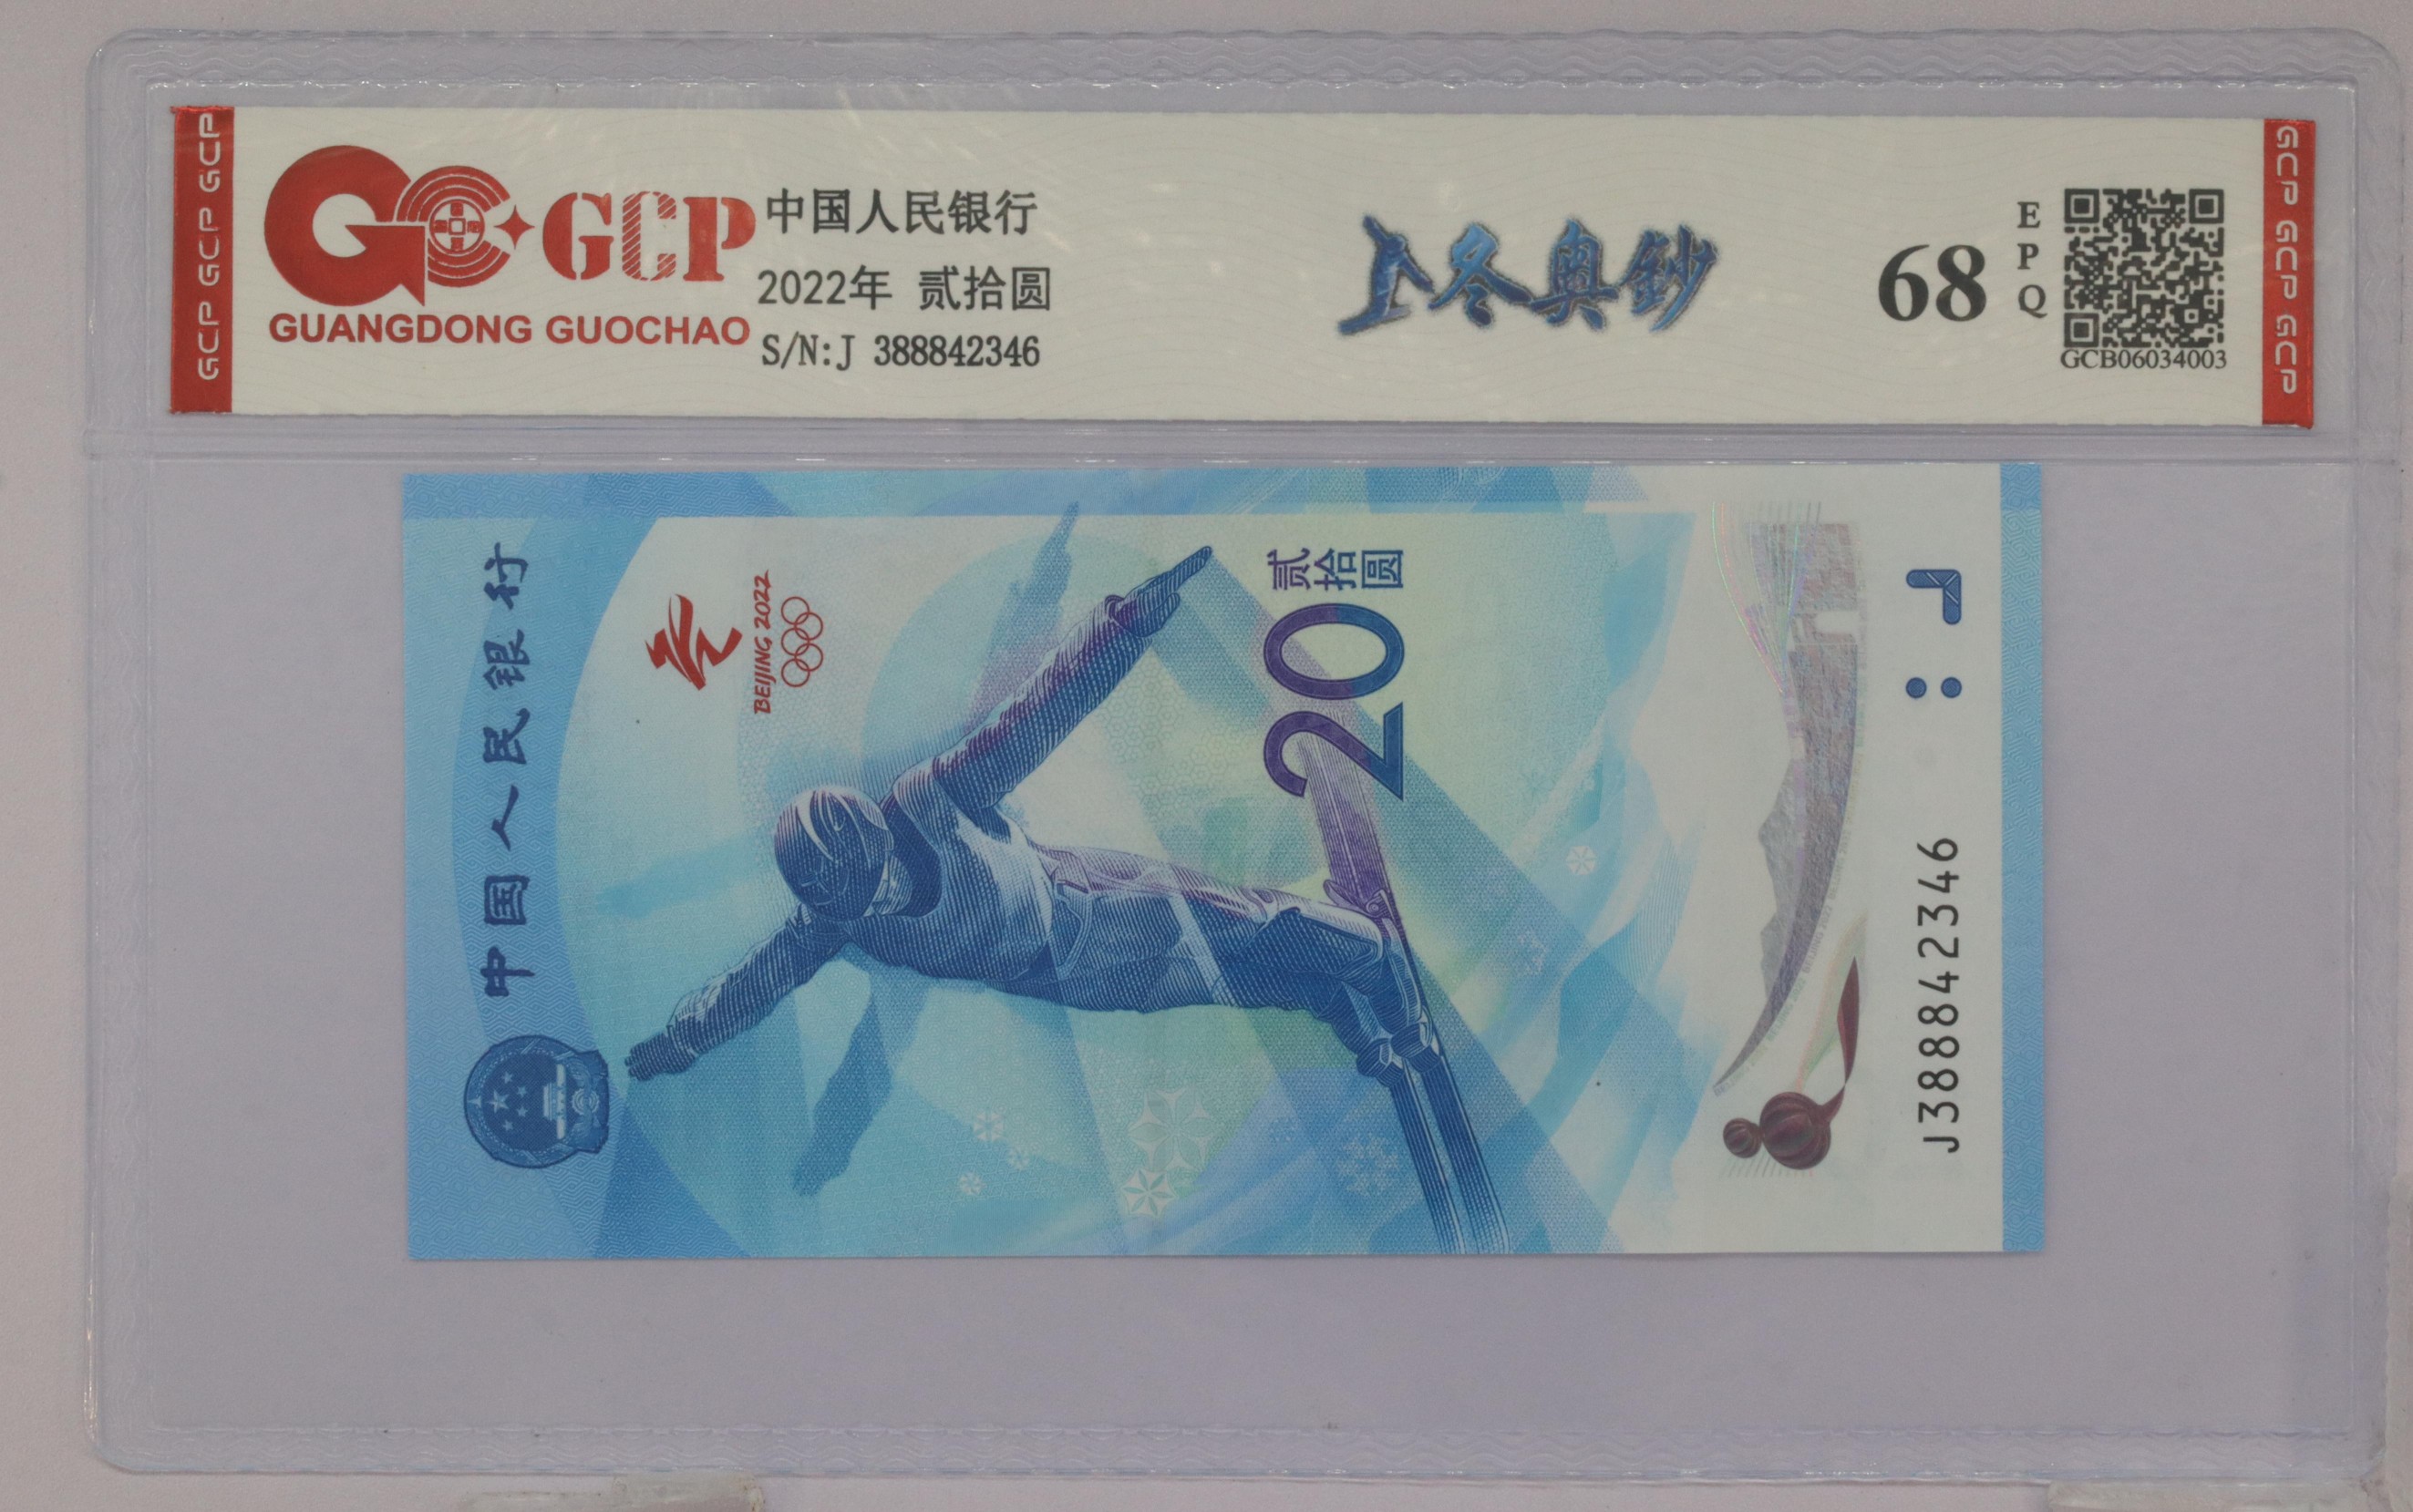 GCP GCP GCP
GCP
GUANGDONG GUOCHAO
中国人民银行
2022年 贰拾圆
S/N:J 388842346
冬奥鈔
68
EPQ
GCB06034003
GCP GCP GCP
中国人民银行
BEIJING 2022
贰拾圆
20
J388842346